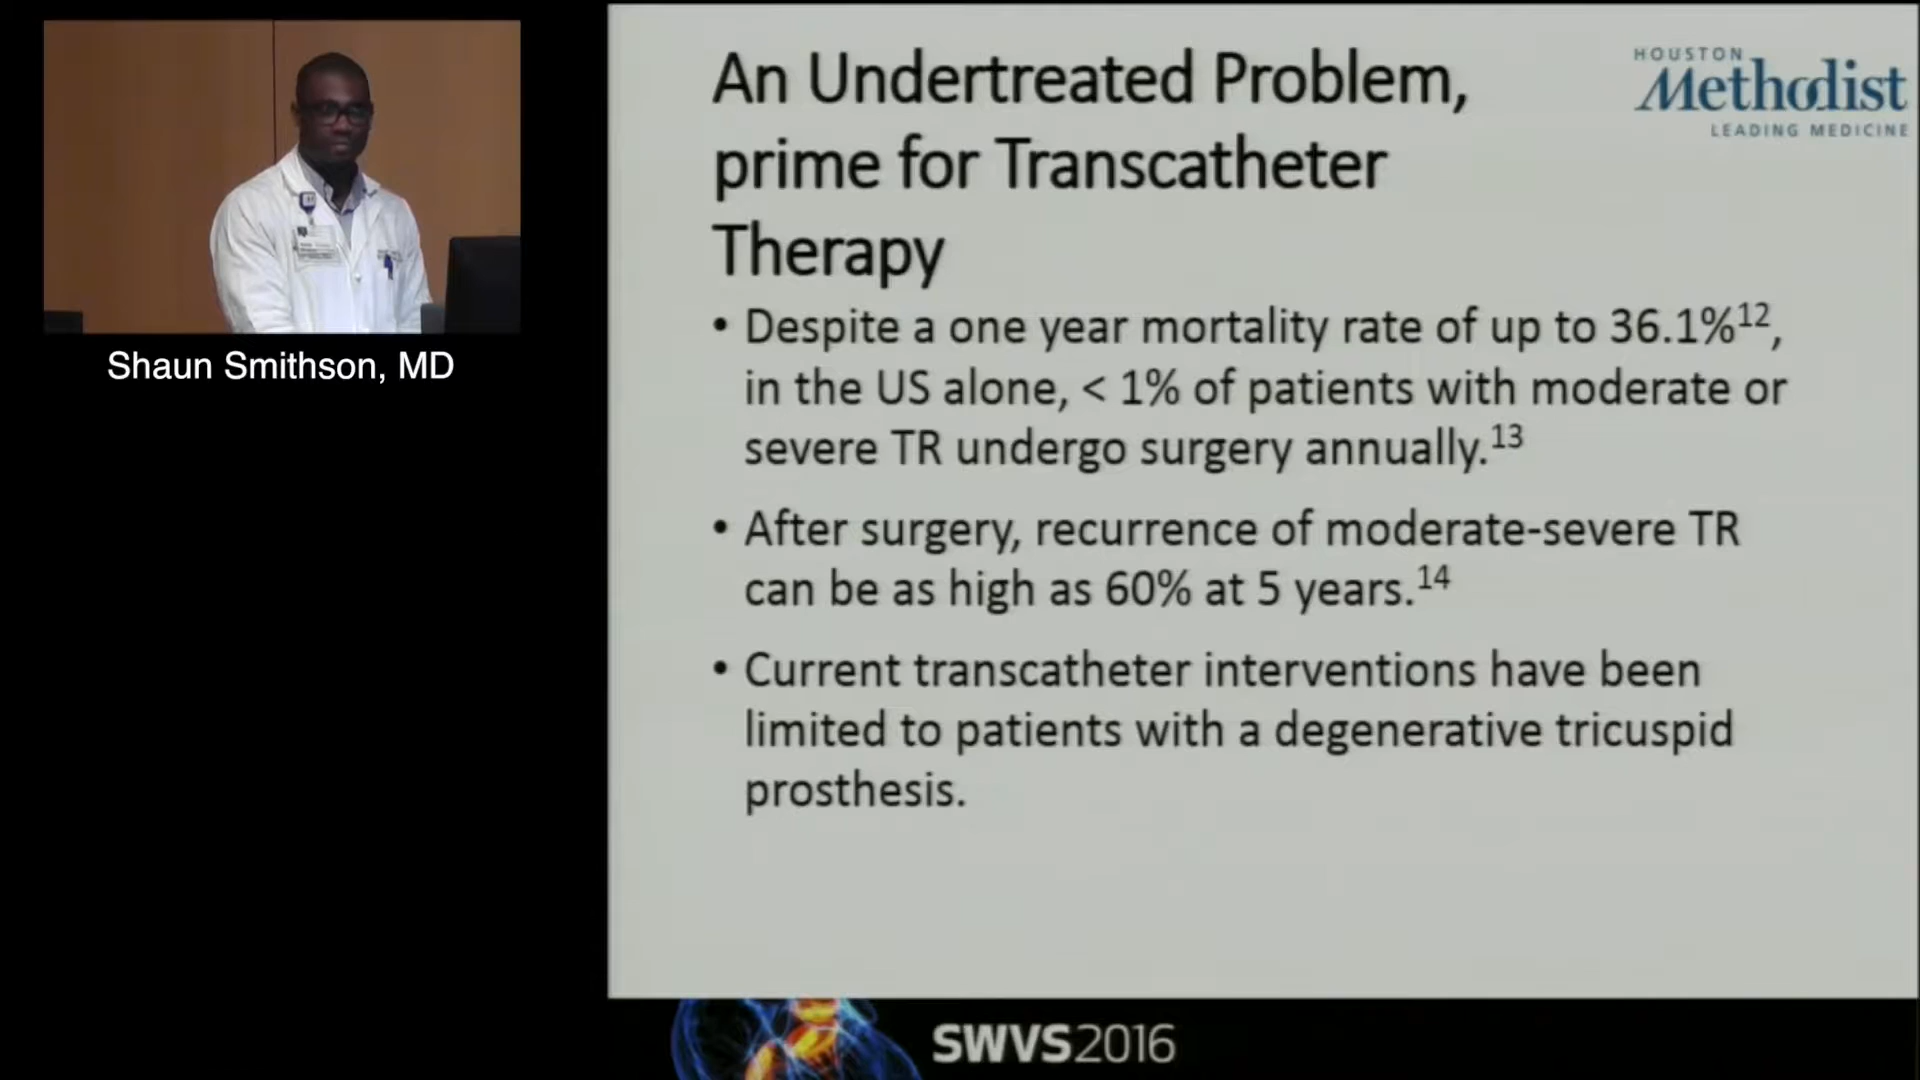 Shaun Smithson, MD
An Undertreated Problem,
prime for Transcatheter
Therapy
HOUSTON
Methodist
LEADING MEDICINE
• Despite a one year mortality rate of up to 36.1%¹²,
in the US alone, < 1% of patients with moderate or
severe TR undergo surgery annually.¹³
• After surgery, recurrence of moderate-severe TR
can be as high as 60% at 5 years.¹⁴
• Current transcatheter interventions have been
limited to patients with a degenerative tricuspid
prosthesis.
SWVS2016